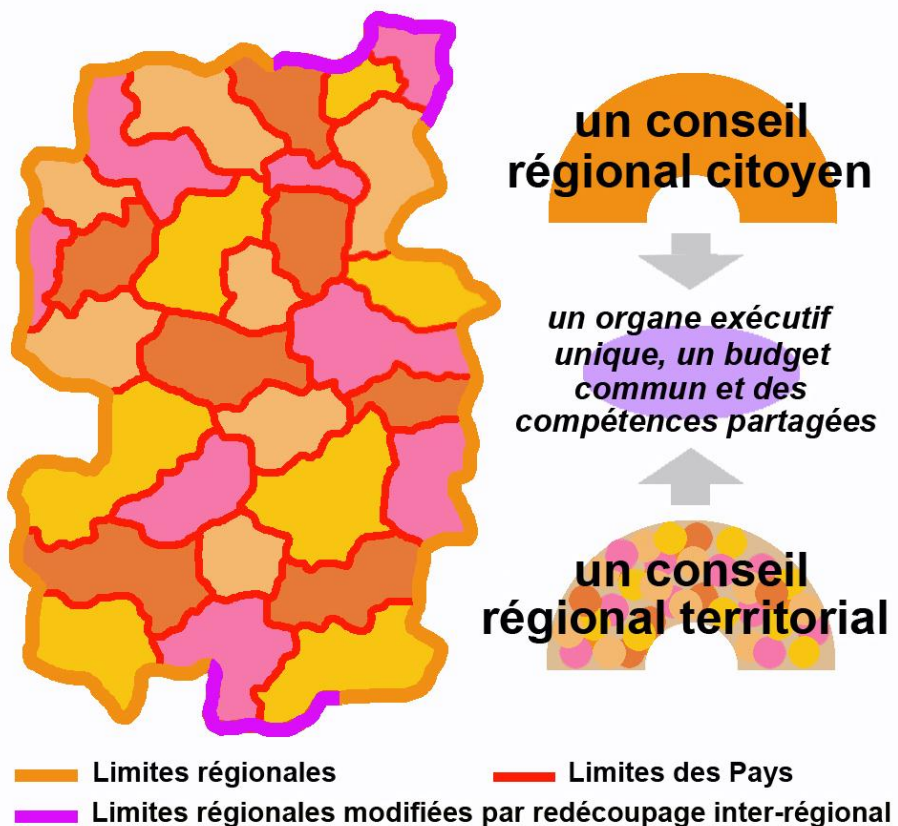 un conseil
régional citoyen
un organe exécutif
unique, un budget
commun et des
compétences partagées
un conseil
régional territorial
Limites régionales
Limites des Pays
Limites régionales modifiées par redécoupage inter-régional